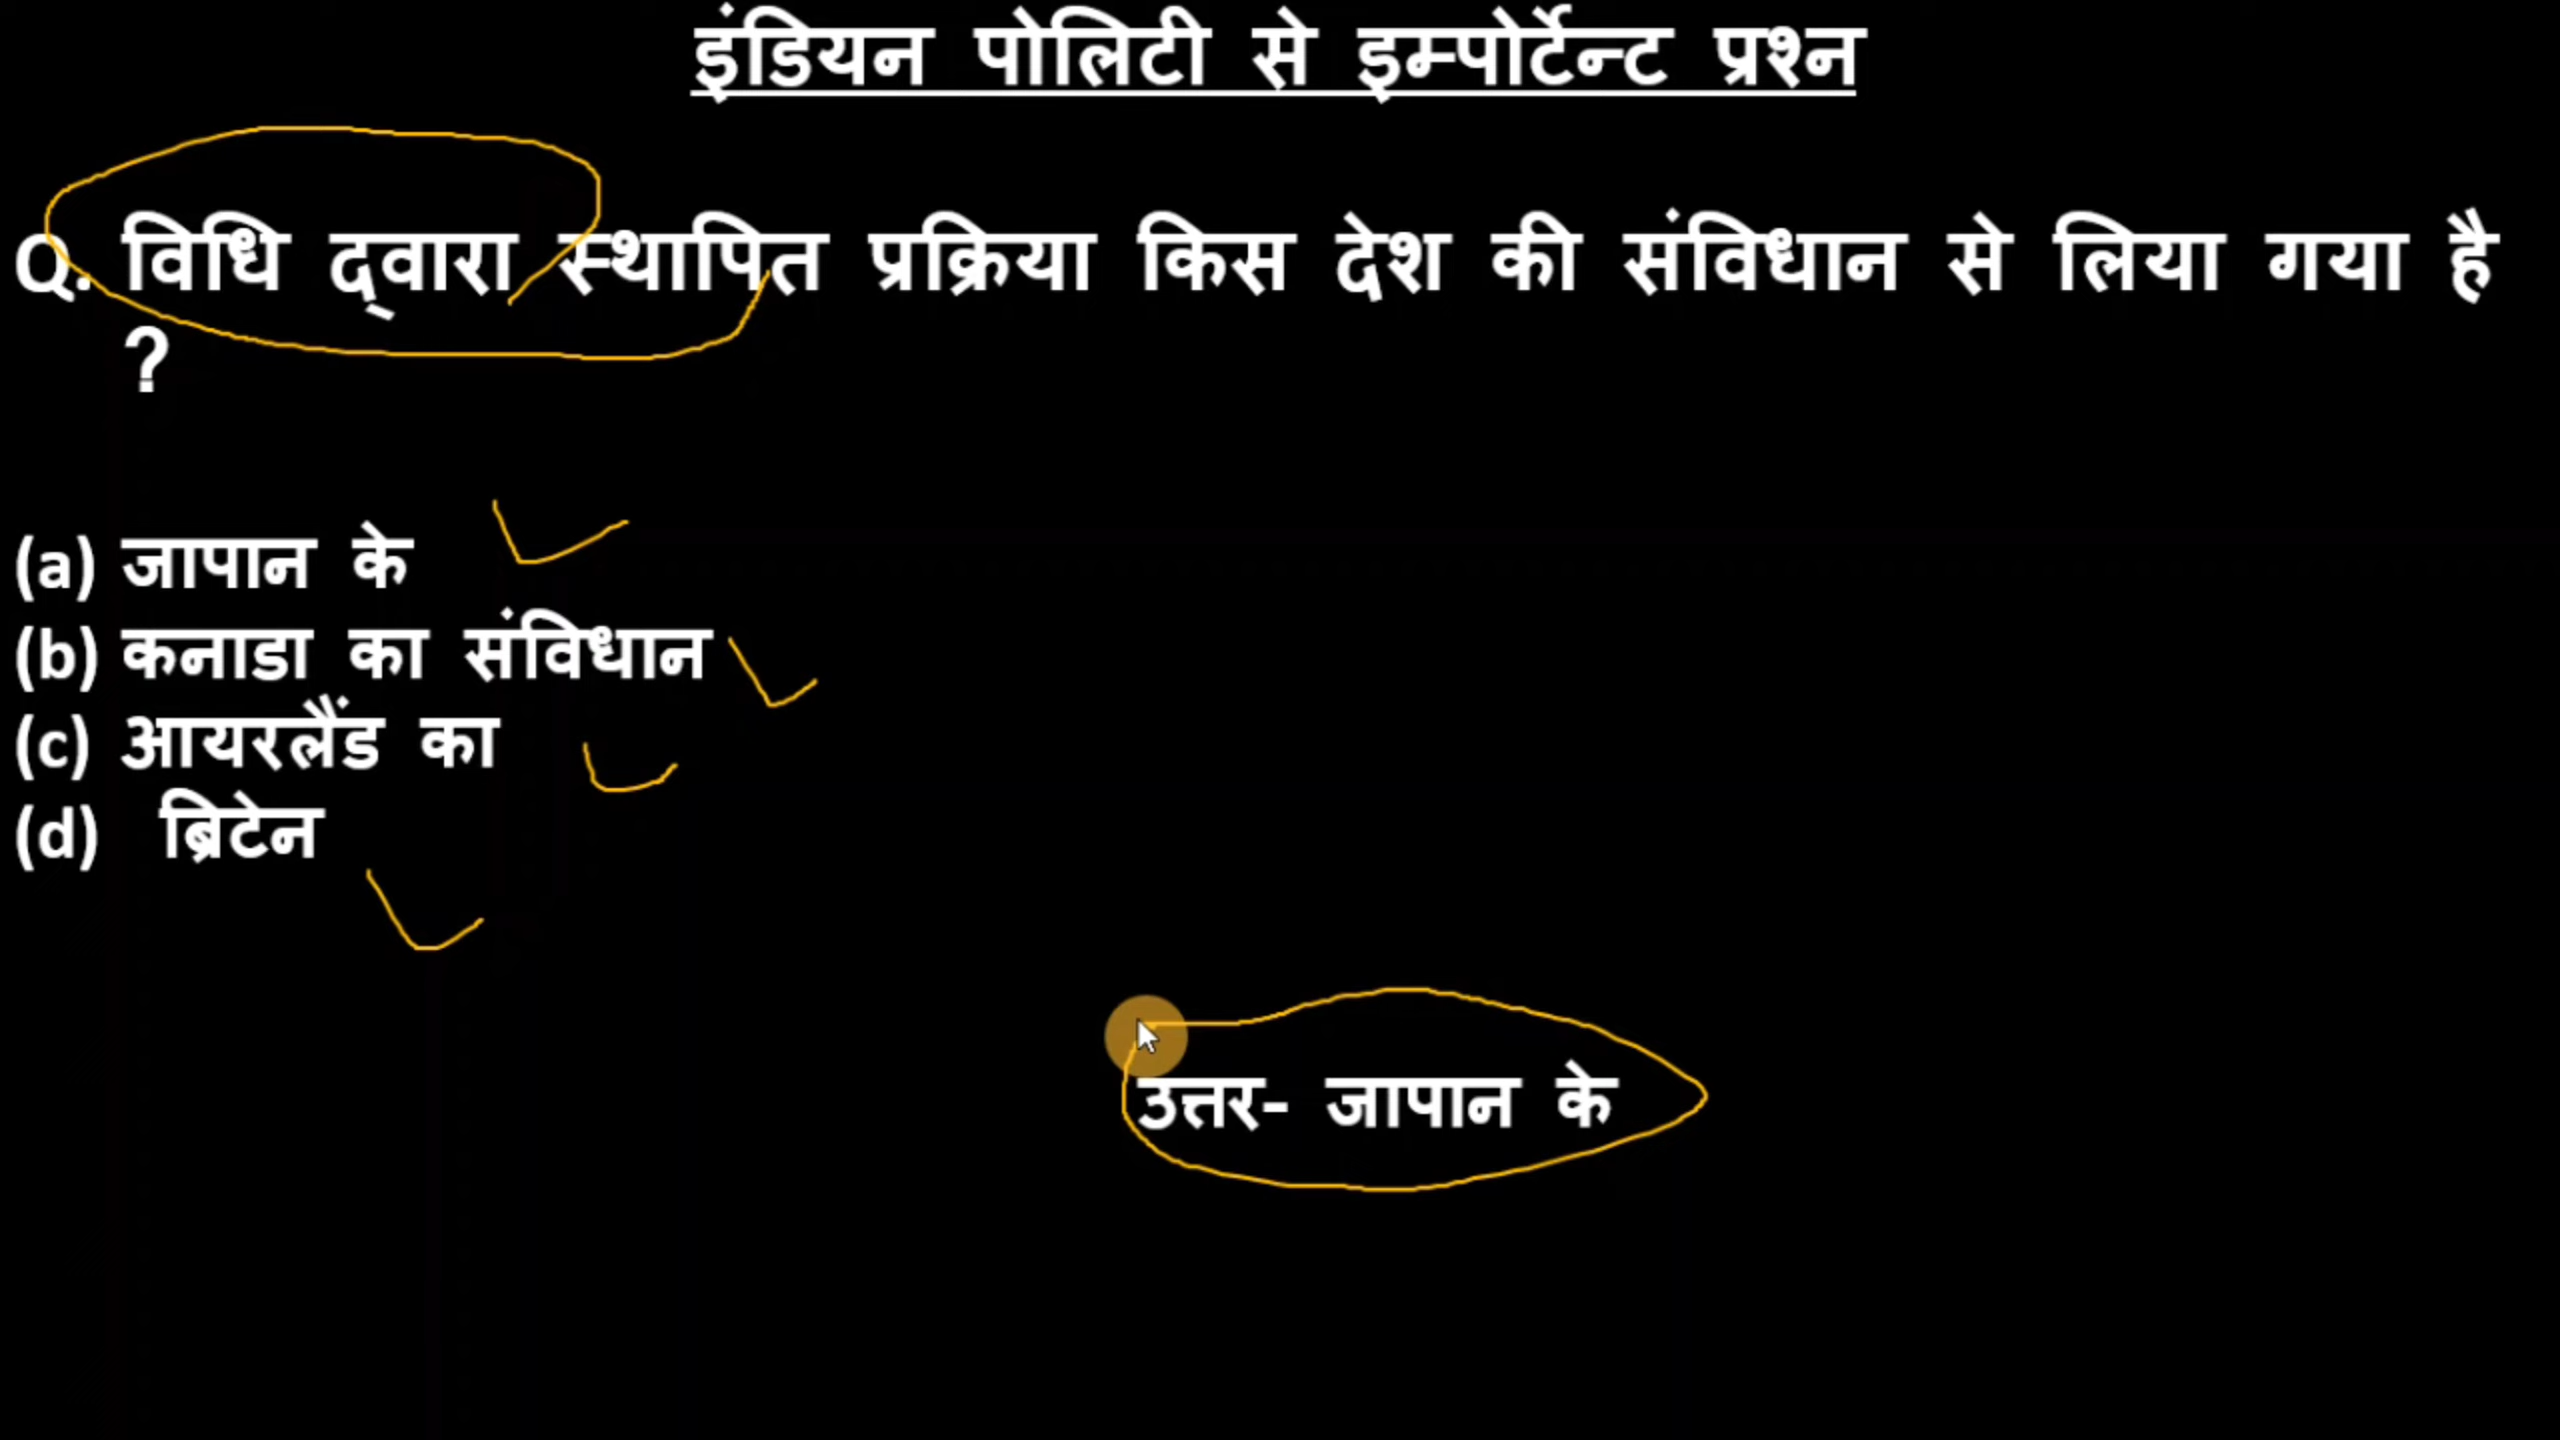 इंडियन पोलिटी से इम्पोर्टेन्ट प्रश्न
Q. विधि द्वारा स्थापित प्रक्रिया किस देश की संविधान से लिया गया है
?
(a) जापान के
(b) कनाडा का संविधान
(c) आयरलैंड का
(d) ब्रिटेन
उत्तर- जापान के